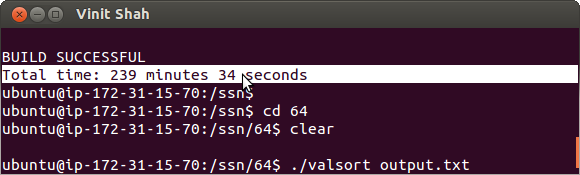 Vinit Shah
BUILD SUCCESSFUL
Total time: 239 minutes 34 seconds
ubuntu@ip-172-31-15-70:/ssn$
ubuntu@ip-172-31-15-70:/ssn$ cd 64
ubuntu@ip-172-31-15-70:/ssn/64$ clear
ubuntu@ip-172-31-15-70:/ssn/64$ ./valsort output.txt